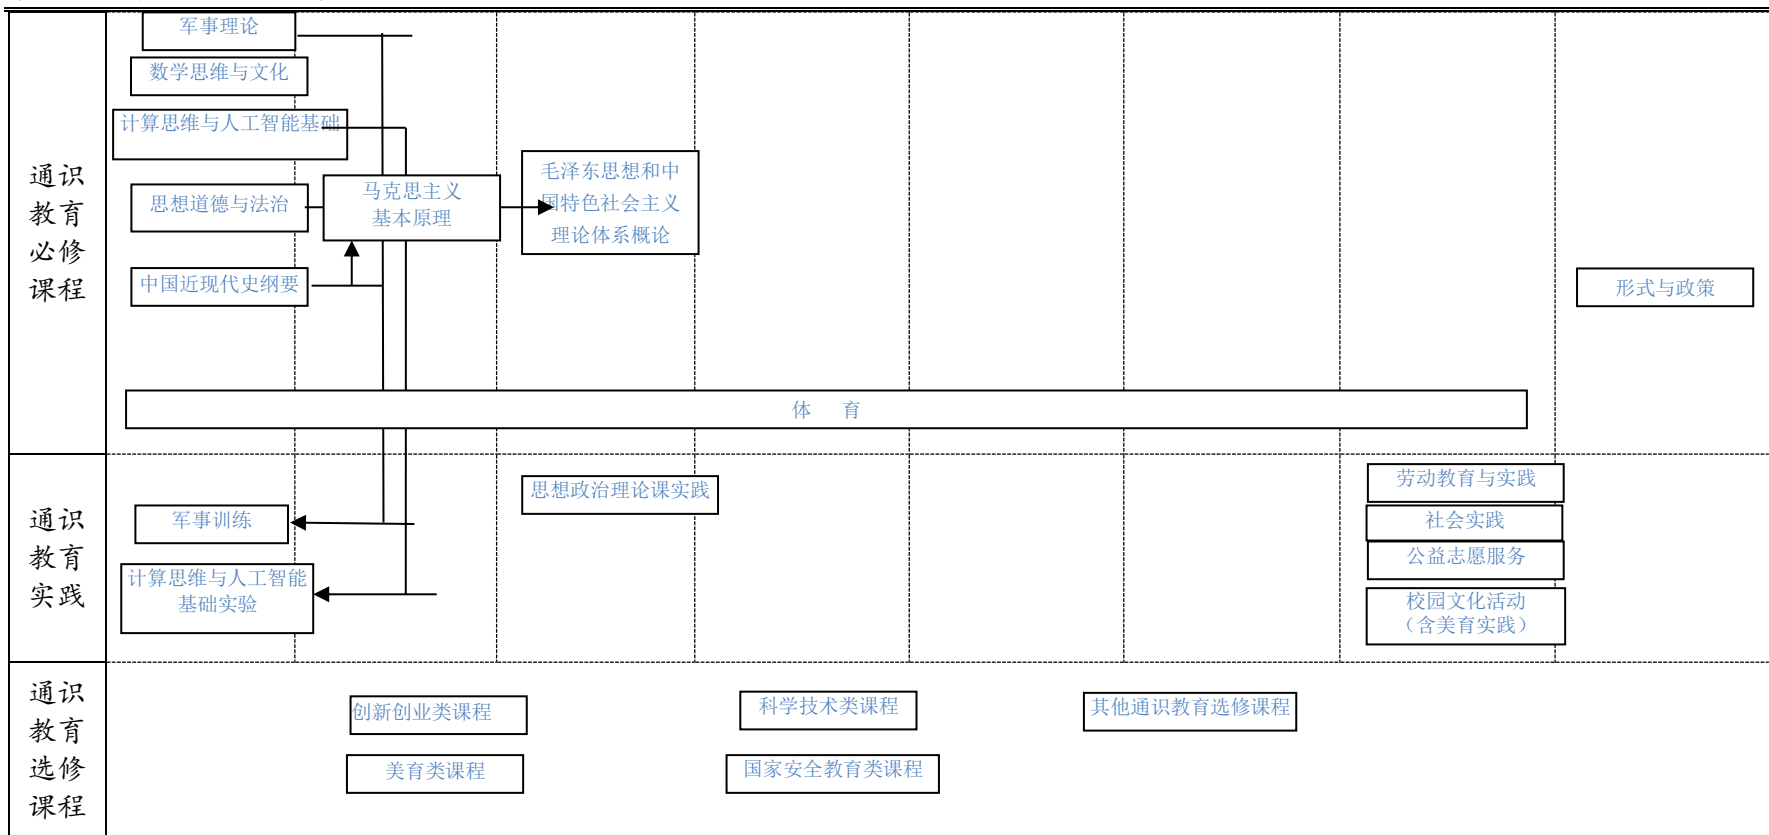 通识
教育
必修
课程
军事理论
数学思维与文化
计算思维与人工智能基础
思想道德与法治
中国近现代史纲要
马克思主义
基本原理
毛泽东思想和中
国特色社会主义
理论体系概论
形式与政策
体 育
通识
教育
实践
军事训练
计算思维与人工智能
基础实验
思想政治理论课实践
劳动教育与实践
社会实践
公益志愿服务
校园文化活动
（含美育实践）
通识
教育
选修
课程
创新创业类课程
科学技术类课程
其他通识教育选修课程
美育类课程
国家安全教育类课程